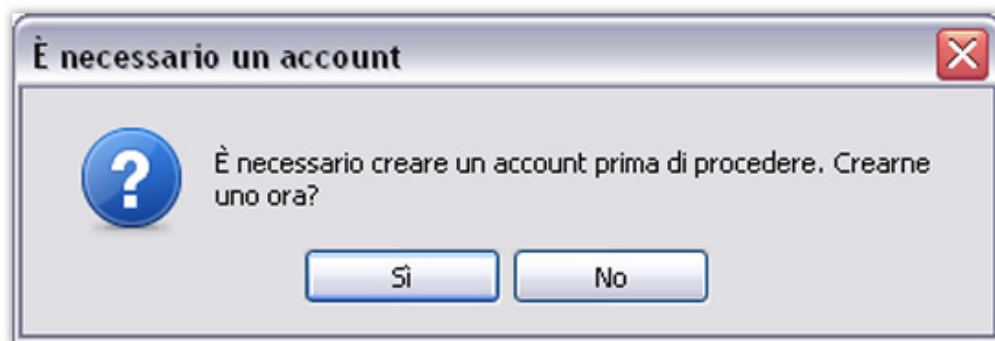 È necessario un account
È necessario creare un account prima di procedere. Crearne
uno ora?
Sì
No